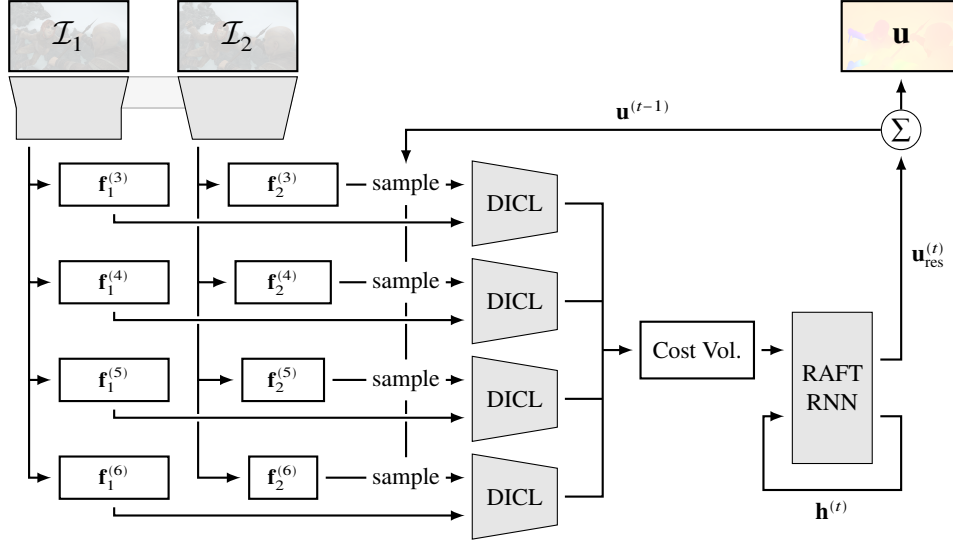 𝓘₁
𝓘₂
u
u⁽ᵗ⁻¹⁾
Σ
f₁⁽³⁾
f₂⁽³⁾
sample
DICL
u_res⁽ᵗ⁾
f₁⁽⁴⁾
f₂⁽⁴⁾
sample
DICL
Cost Vol.
f₁⁽⁵⁾
f₂⁽⁵⁾
sample
DICL
RAFT
RNN
f₁⁽⁶⁾
f₂⁽⁶⁾
sample
DICL
h⁽ᵗ⁾